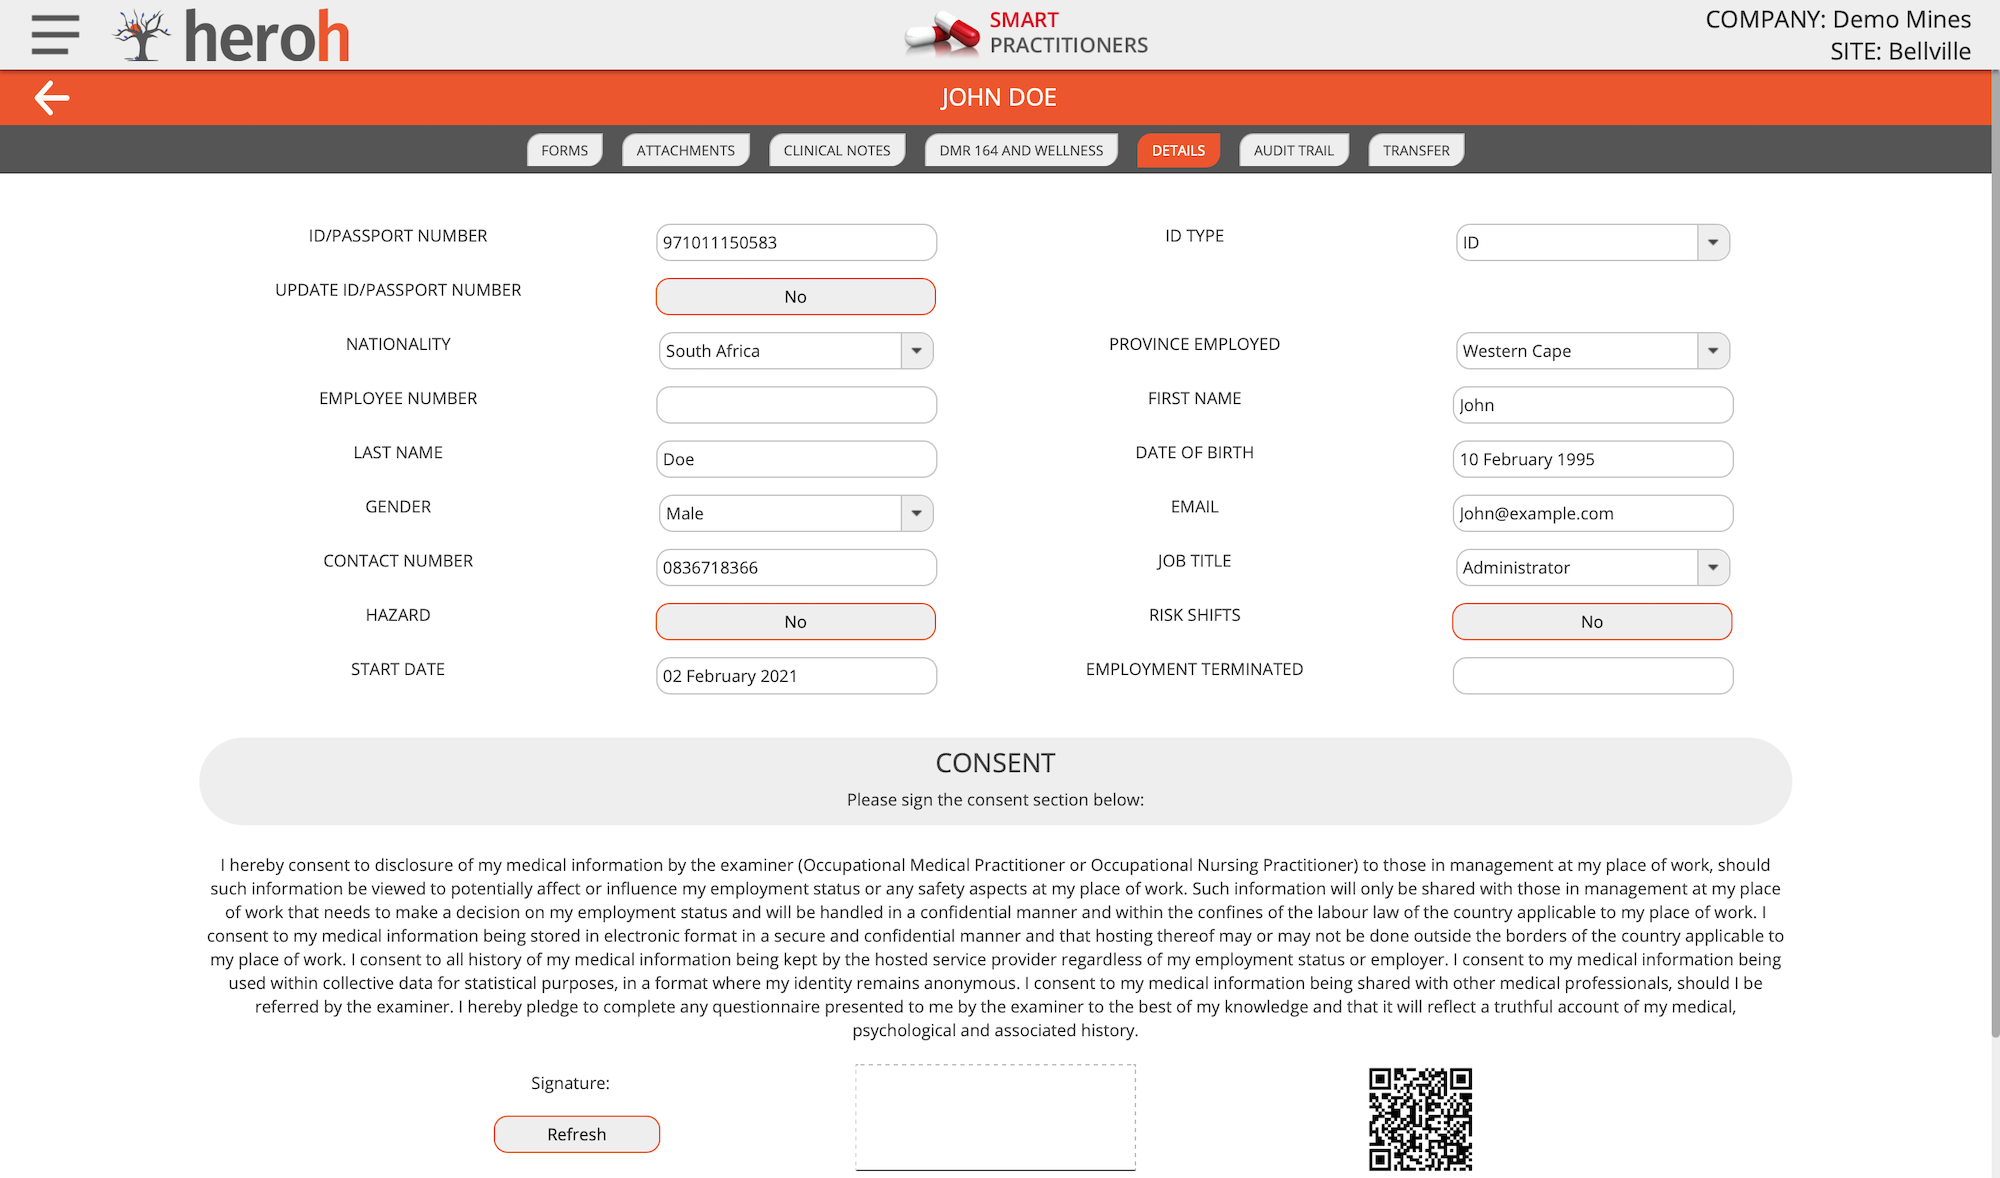 heroh
SMART
PRACTITIONERS
COMPANY: Demo Mines
SITE: Bellville
JOHN DOE
FORMS
ATTACHMENTS
CLINICAL NOTES
DMR 164 AND WELLNESS
DETAILS
AUDIT TRAIL
TRANSFER
ID/PASSPORT NUMBER
971011150583
ID TYPE
ID
UPDATE ID/PASSPORT NUMBER
No
NATIONALITY
South Africa
PROVINCE EMPLOYED
Western Cape
EMPLOYEE NUMBER
FIRST NAME
John
LAST NAME
Doe
DATE OF BIRTH
10 February 1995
GENDER
Male
EMAIL
John@example.com
CONTACT NUMBER
0836718366
JOB TITLE
Administrator
HAZARD
No
RISK SHIFTS
No
START DATE
02 February 2021
EMPLOYMENT TERMINATED
CONSENT
Please sign the consent section below:
I hereby consent to disclosure of my medical information by the examiner (Occupational Medical Practitioner or Occupational Nursing Practitioner) to those in management at my place of work, should
such information be viewed to potentially affect or influence my employment status or any safety aspects at my place of work. Such information will only be shared with those in management at my place
of work that needs to make a decision on my employment status and will be handled in a confidential manner and within the confines of the labour law of the country applicable to my place of work. I
consent to my medical information being stored in electronic format in a secure and confidential manner and that hosting thereof may or may not be done outside the borders of the country applicable to
my place of work. I consent to all history of my medical information being kept by the hosted service provider regardless of my employment status or employer. I consent to my medical information being
used within collective data for statistical purposes, in a format where my identity remains anonymous. I consent to my medical information being shared with other medical professionals, should I be
referred by the examiner. I hereby pledge to complete any questionnaire presented to me by the examiner to the best of my knowledge and that it will reflect a truthful account of my medical,
psychological and associated history.
Signature:
Refresh